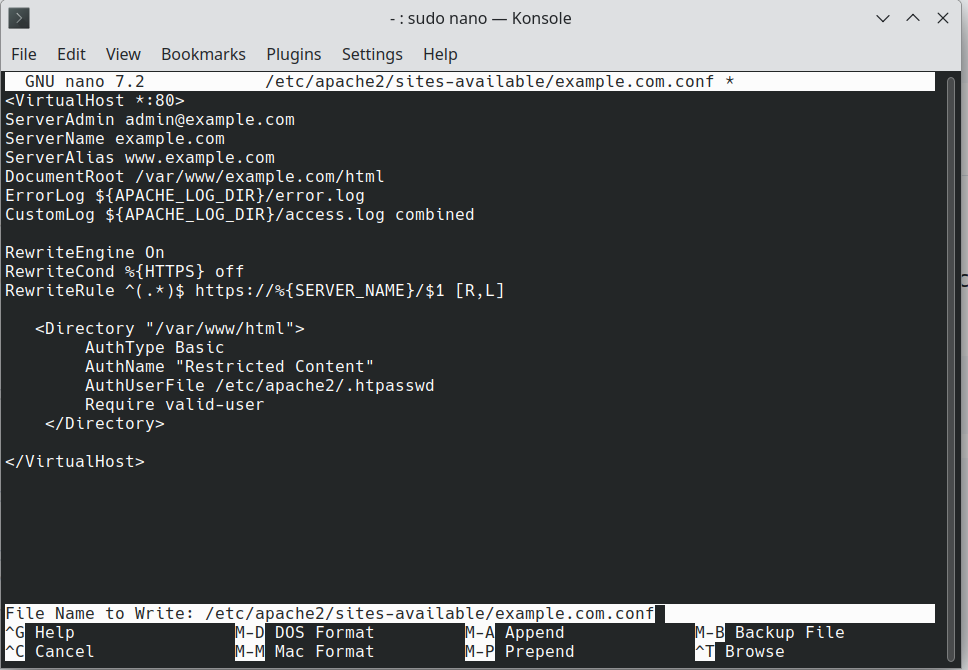 - : sudo nano — Konsole
File Edit View Bookmarks Plugins Settings Help
GNU nano 7.2 /etc/apache2/sites-available/example.com.conf *
<VirtualHost *:80>
ServerAdmin admin@example.com
ServerName example.com
ServerAlias www.example.com
DocumentRoot /var/www/example.com/html
ErrorLog ${APACHE_LOG_DIR}/error.log
CustomLog ${APACHE_LOG_DIR}/access.log combined

RewriteEngine On
RewriteCond %{HTTPS} off
RewriteRule ^(.*)$ https://%{SERVER_NAME}/$1 [R,L]

   <Directory "/var/www/html">
        AuthType Basic
        AuthName "Restricted Content"
        AuthUserFile /etc/apache2/.htpasswd
        Require valid-user
    </Directory>

</VirtualHost>
File Name to Write: /etc/apache2/sites-available/example.com.conf
^G Help M-D DOS Format M-A Append M-B Backup File
^C Cancel M-M Mac Format M-P Prepend ^T Browse